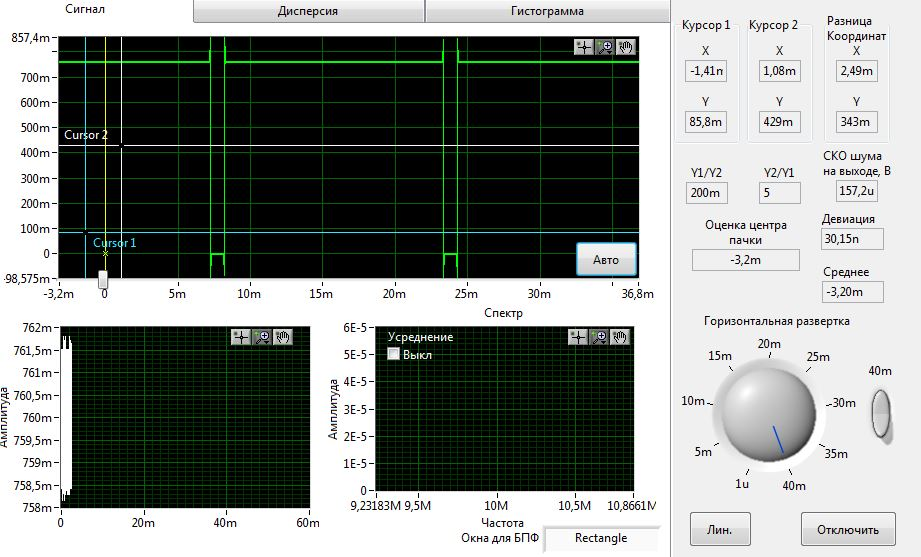 Сигнал
Дисперсия
Гистограмма
857,4m
700m
600m
500m
400m
300m
200m
100m
0
-98,575m
Cursor 2
Cursor 1
Авто
-3,2m
0
5m
10m
15m
20m
25m
30m
36,8m
Курсор 1
Курсор 2
Разница
Координат
X
X
X
-1,41m
1,08m
2,49m
Y
Y
Y
85,8m
429m
343m
Y1/Y2
Y2/Y1
СКО шума
на выходе, В
200m
5
157,2u
Оценка центра
пачки
-3,2m
Девиация
30,15n
Среднее
-3,20m
Горизонтальная развертка
1u
5m
10m
15m
20m
25m
30m
35m
40m
40m
Лин.
Отключить
Амплитуда
762m
761,5m
761m
760,5m
760m
759,5m
759m
758,5m
758m
0
20m
40m
60m
Спектр
Усреднение
Выкл
Амплитуда
6E-5
5E-5
4E-5
3E-5
2E-5
1E-5
0
9,23183M
9,5M
10M
10,5M
10,8661M
Частота
Окна для БПФ
Rectangle